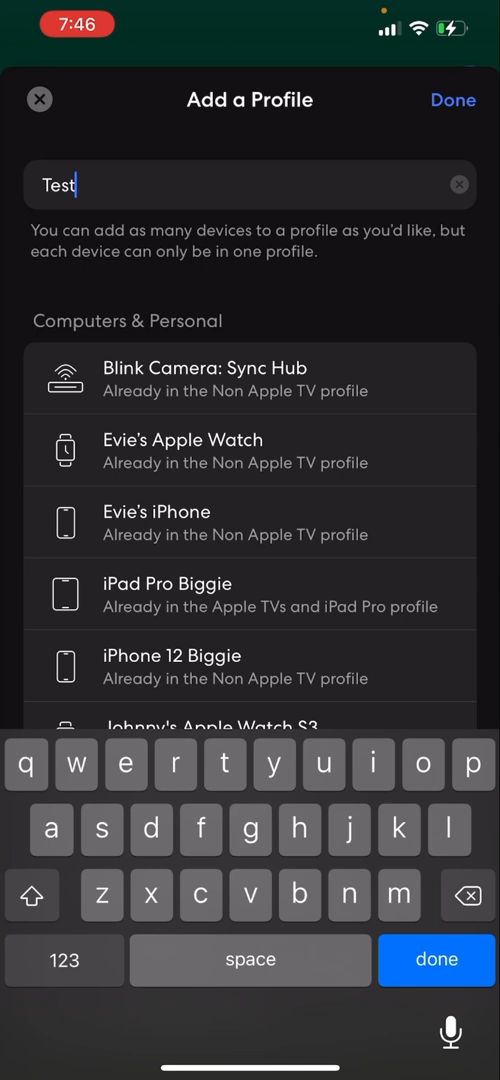 7:46
Add a Profile
Done
Test
You can add as many devices to a profile as you'd like, but
each device can only be in one profile.
Computers & Personal
Blink Camera: Sync Hub
Already in the Non Apple TV profile
Evie's Apple Watch
Already in the Non Apple TV profile
Evie's iPhone
Already in the Non Apple TV profile
iPad Pro Biggie
Already in the Apple TVs and iPad Pro profile
iPhone 12 Biggie
Already in the Non Apple TV profile
Johnny's Apple Watch S3
q w e r t y u i o p
a s d f g h j k l
z x c v b n m
123 space done